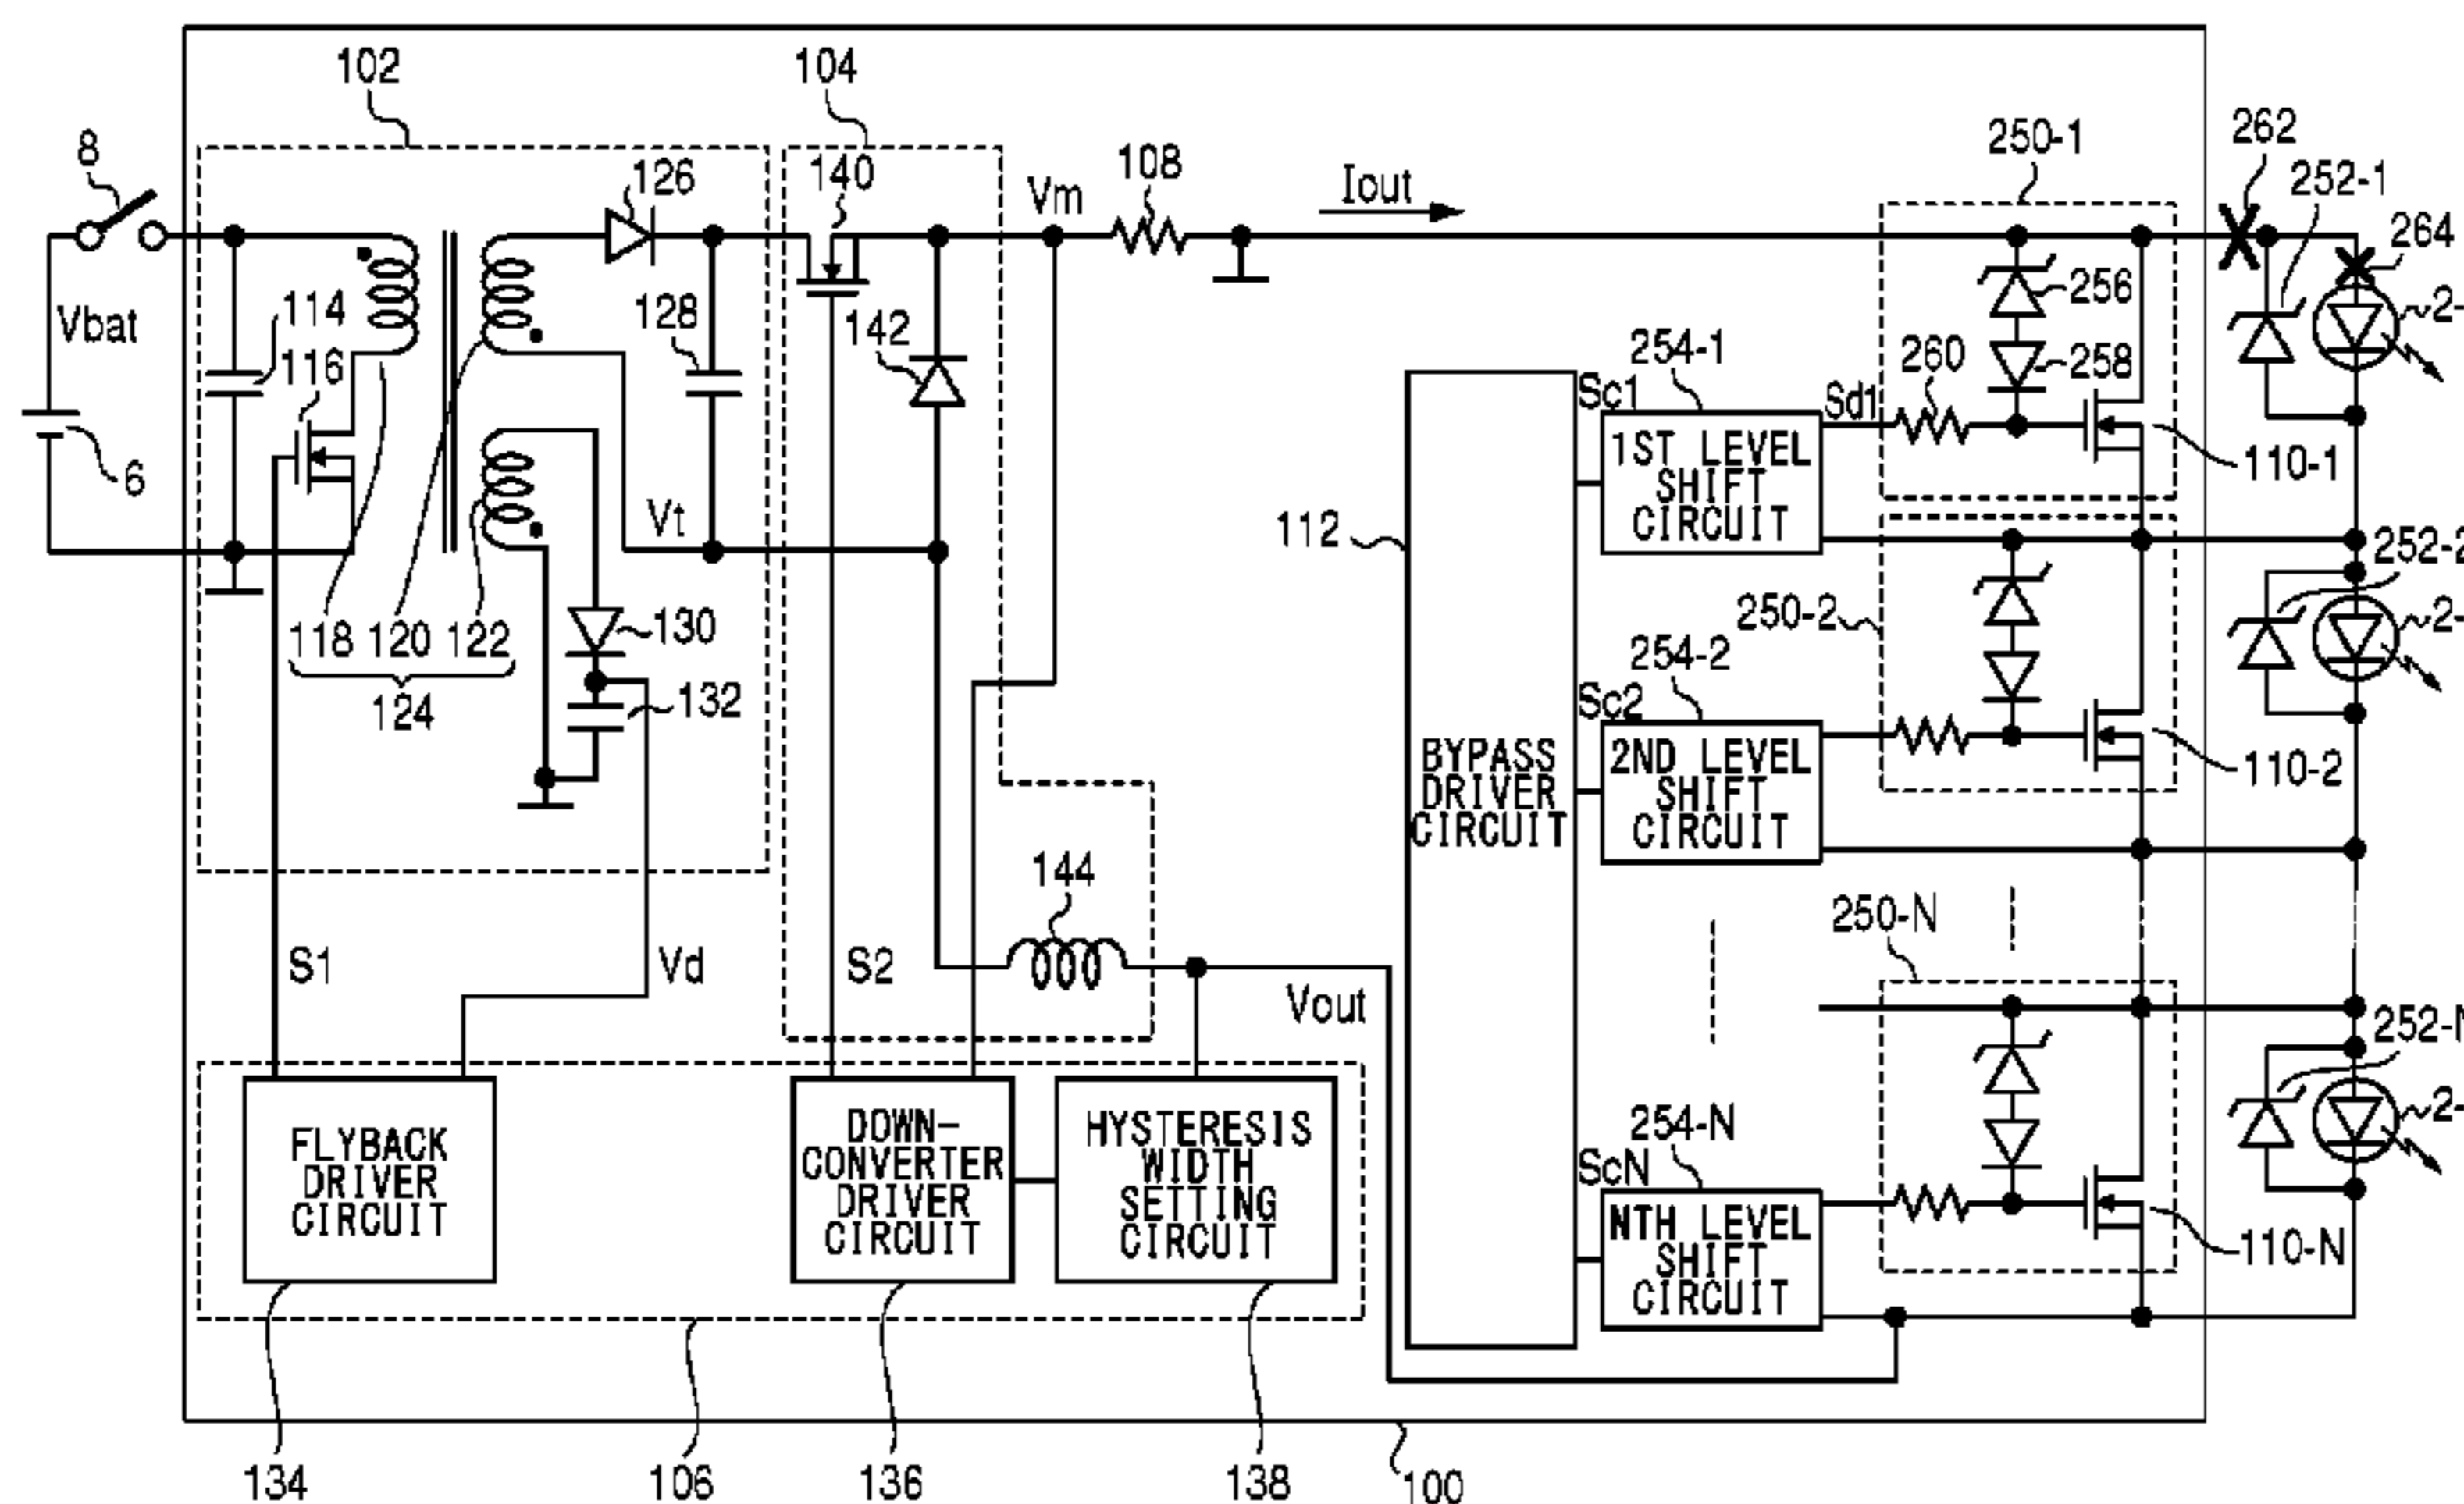 102
104
262
8
126
140
Vm
108
Iout
250-1
252-1
264
Vbat
114
116
128
142
256
254-1
260
258
2-
Sc1
Sd1
1ST LEVEL
SHIFT
CIRCUIT
110-1
6
Vt
112
252-2
118
120
122
130
250-2
2-
124
132
254-2
Sc2
BYPASS
DRIVER
CIRCUIT
2ND LEVEL
SHIFT
CIRCUIT
110-2
144
250-N
S1
Vd
S2
Vout
252-N
FLYBACK
DRIVER
CIRCUIT
DOWN-
CONVERTER
DRIVER
CIRCUIT
HYSTERESIS
WIDTH
SETTING
CIRCUIT
254-N
ScN
2-
NTH LEVEL
SHIFT
CIRCUIT
110-N
134
106
136
138
100